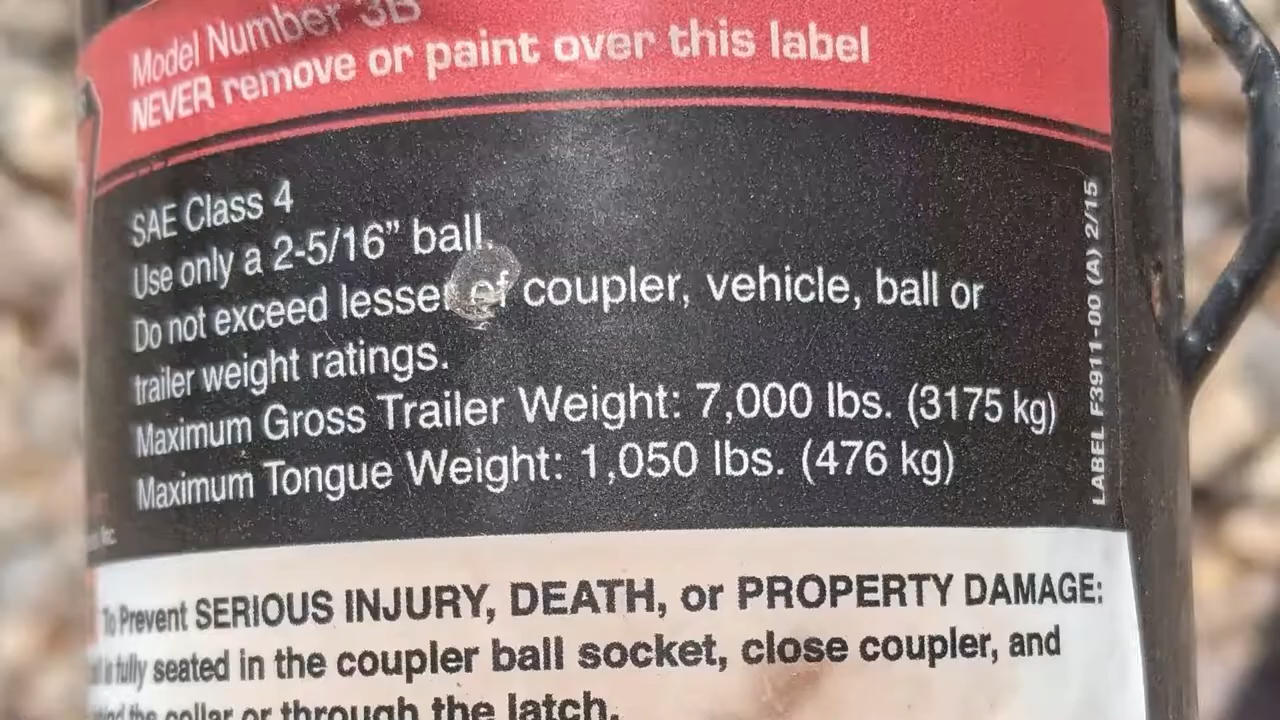 Model Number 3B
NEVER remove or paint over this label
SAE Class 4
Use only a 2-5/16” ball.
Do not exceed lesser of coupler, vehicle, ball or
trailer weight ratings.
Maximum Gross Trailer Weight: 7,000 lbs. (3175 kg)
Maximum Tongue Weight: 1,050 lbs. (476 kg)
LABEL F3911-00 (A) 2/15
To Prevent SERIOUS INJURY, DEATH, or PROPERTY DAMAGE:
is fully seated in the coupler ball socket, close coupler, and
the collar or through the latch.